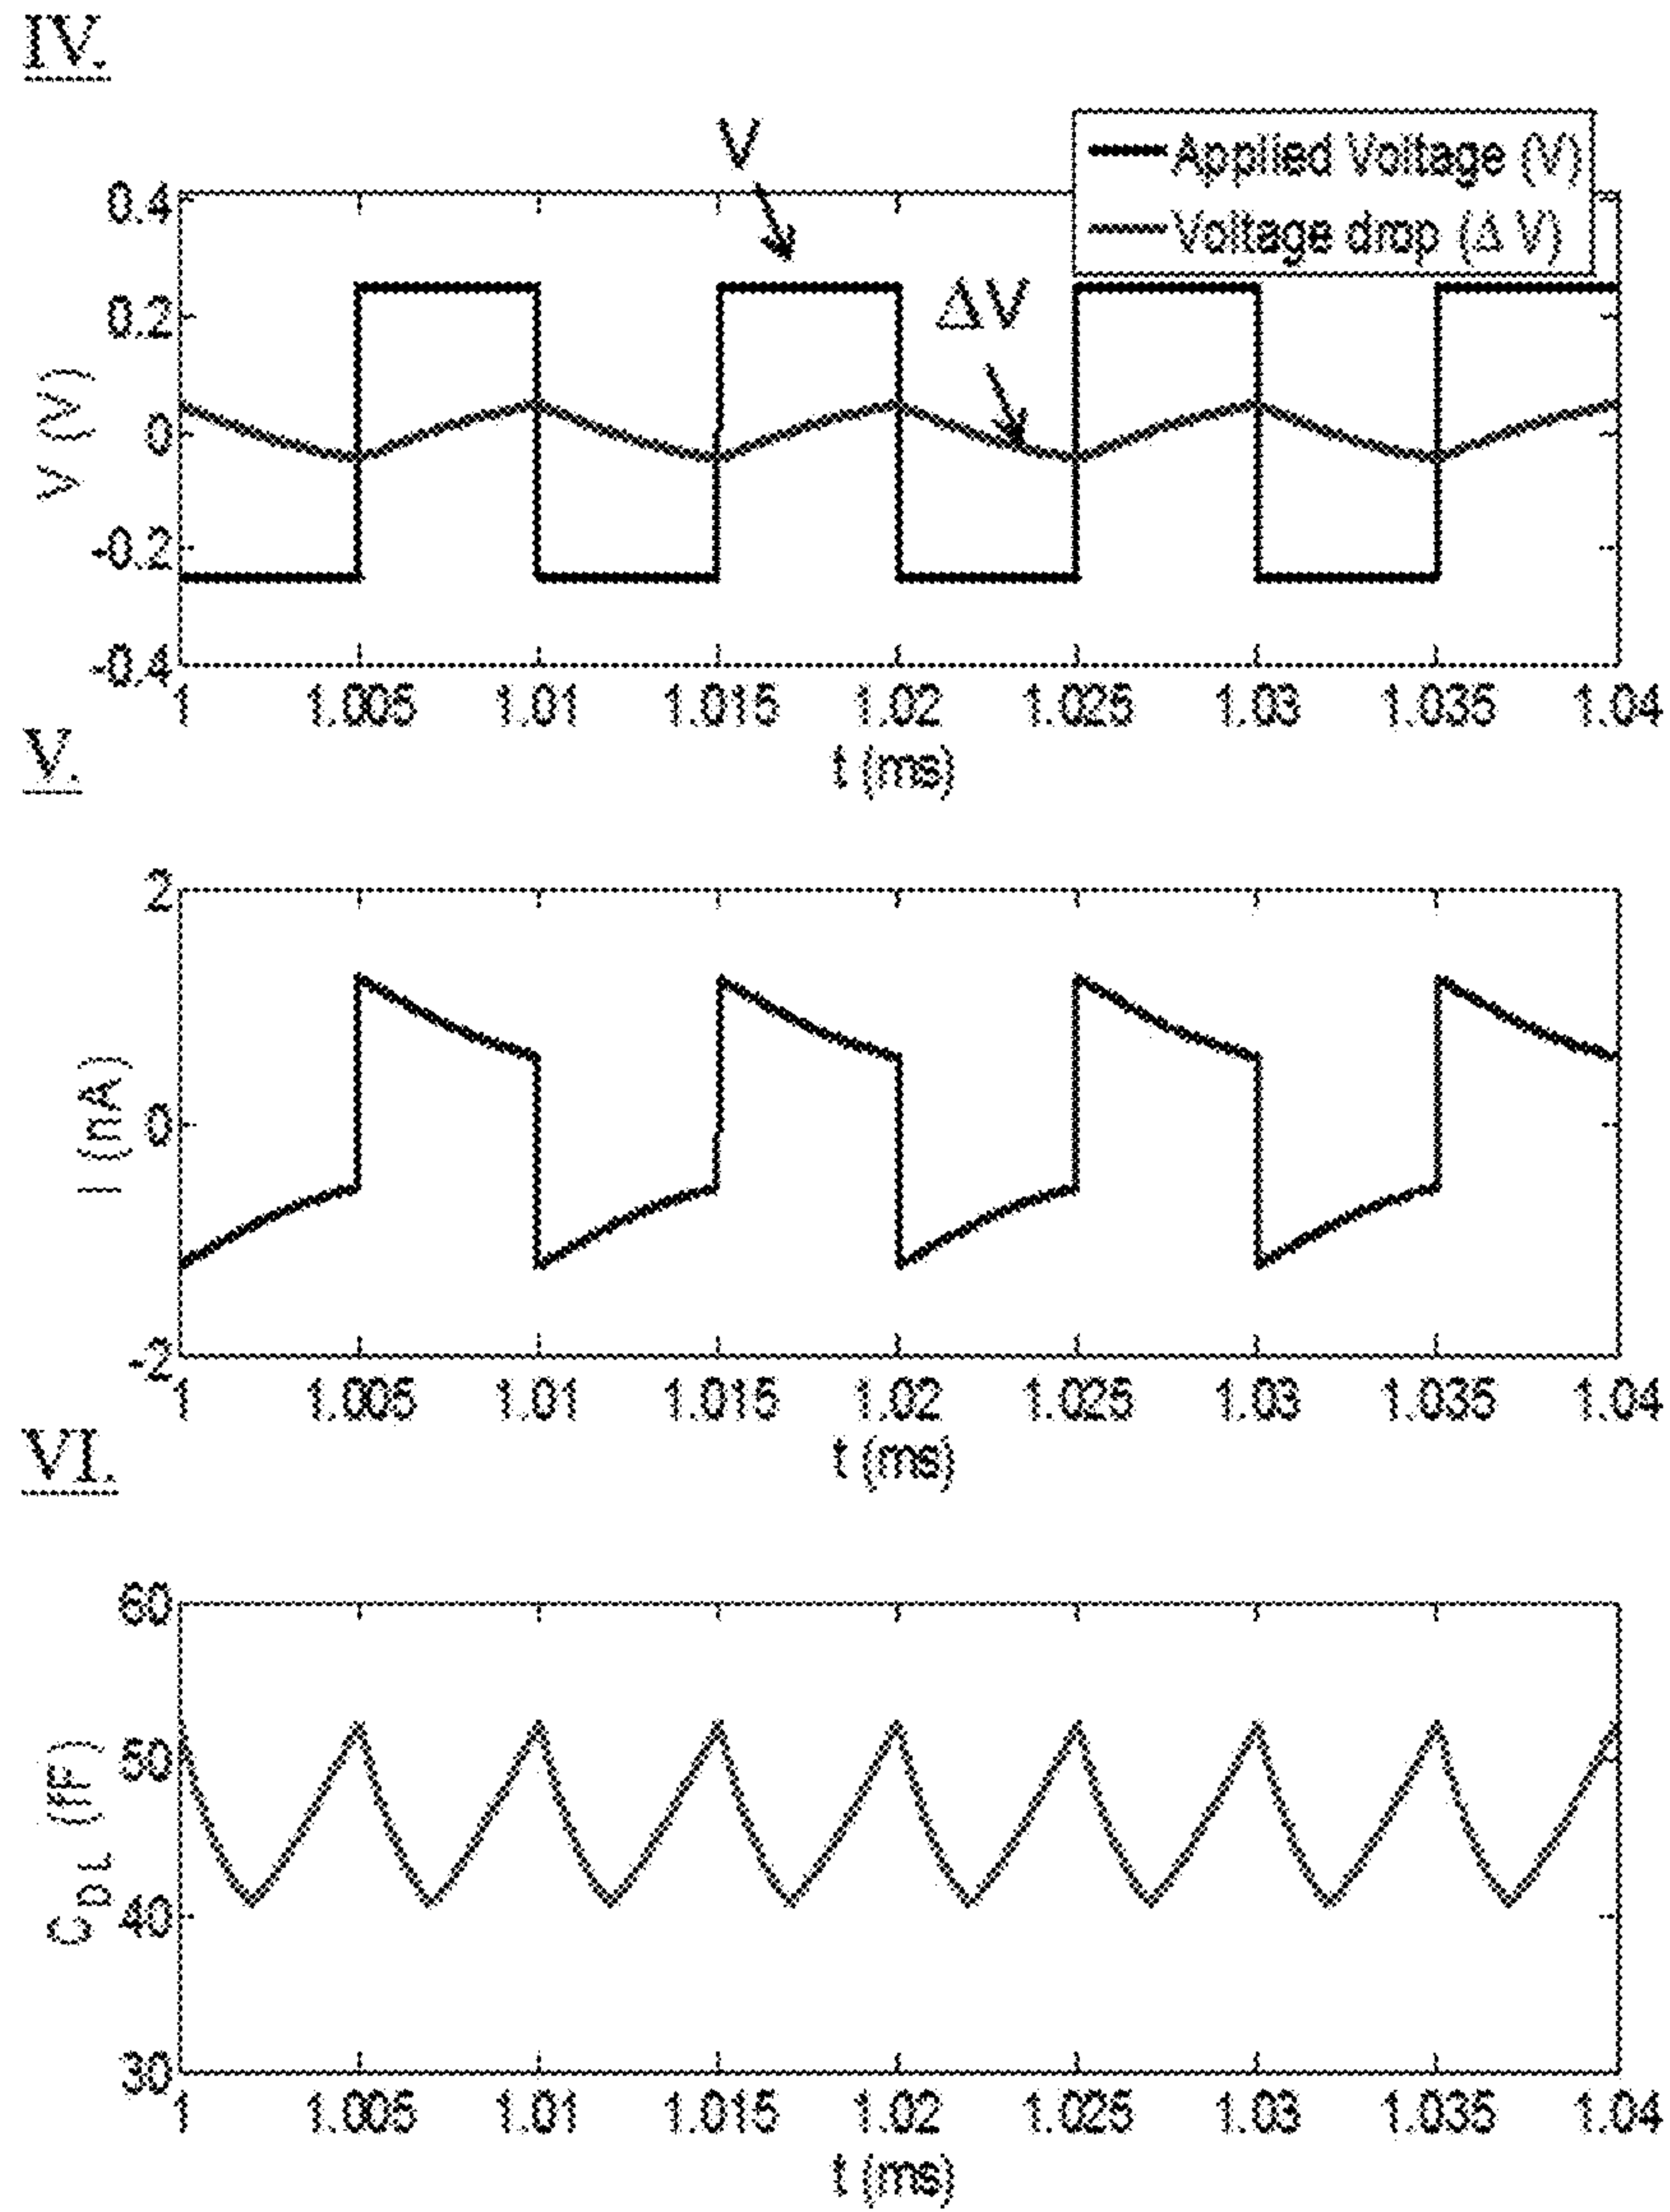 IV.
V
Applied Voltage (V)
Voltage drop (Δ V)
ΔV
0.4
0.2
0
-0.2
-0.4
V (V)
1 1.005 1.01 1.015 1.02 1.025 1.03 1.035 1.04
t (ms)
V.
2
0
-2
I (nA)
1 1.005 1.01 1.015 1.02 1.025 1.03 1.035 1.04
t (ms)
VI.
60
50
40
30
C_DL (fF)
1 1.005 1.01 1.015 1.02 1.025 1.03 1.035 1.04
t (ms)